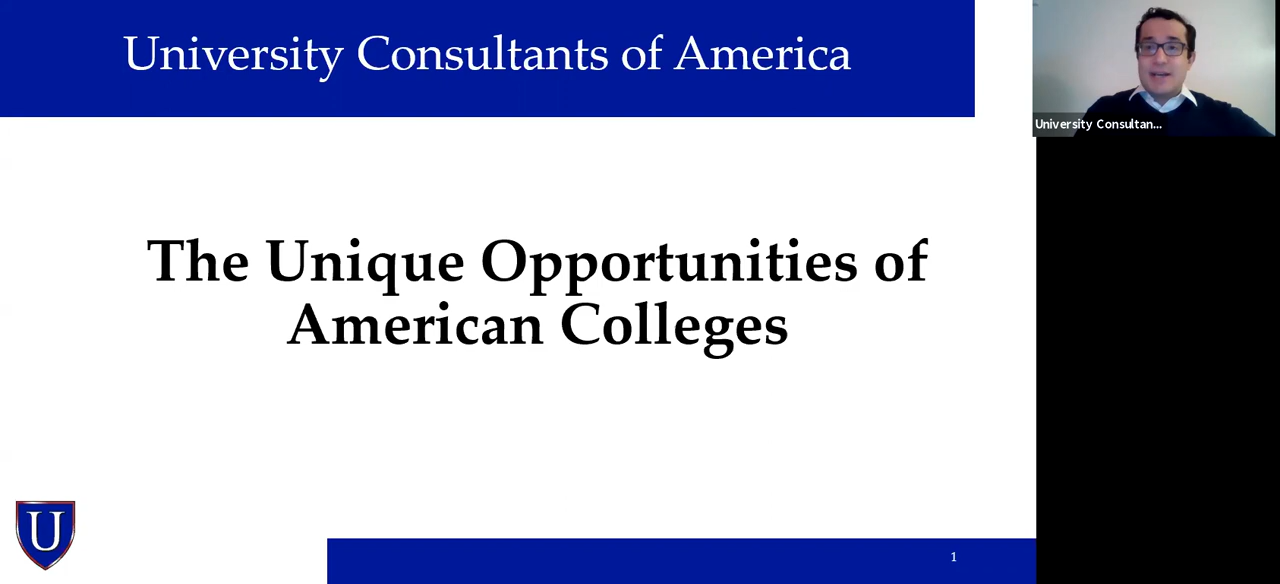 University Consultants of America
University Consultan...
The Unique Opportunities of
American Colleges
U
1